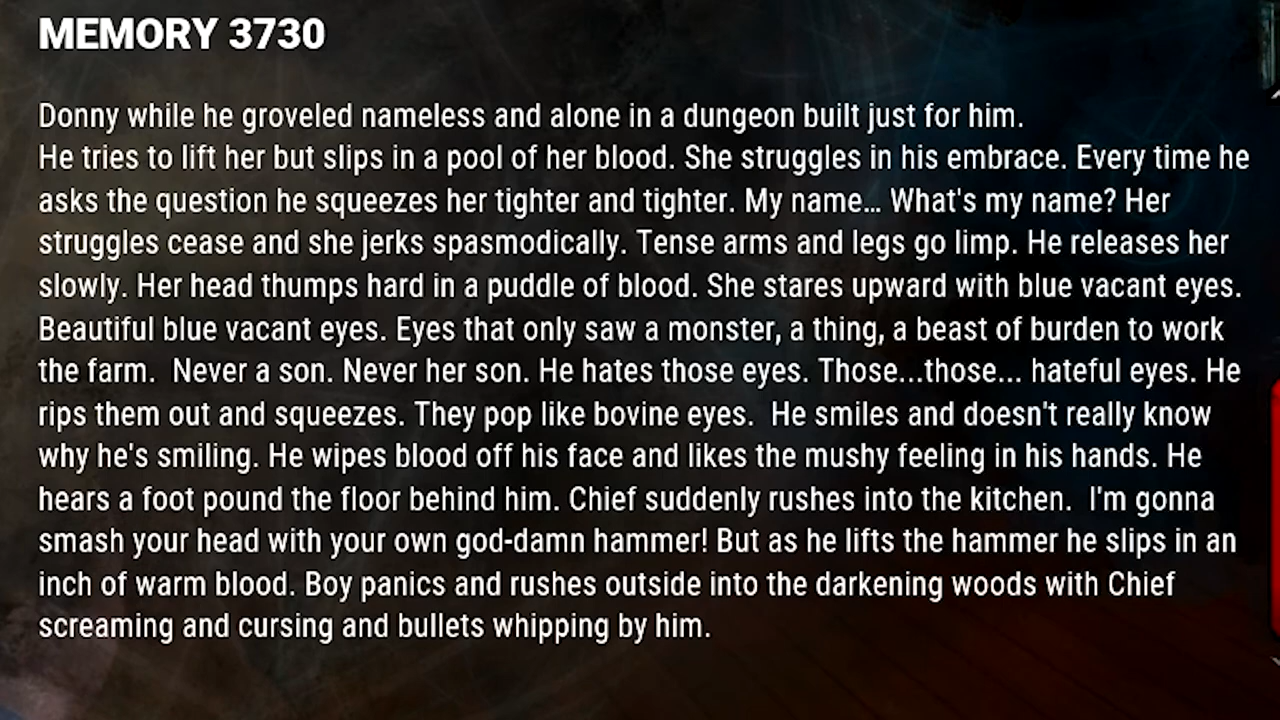 MEMORY 3730
Donny while he groveled nameless and alone in a dungeon built just for him.
He tries to lift her but slips in a pool of her blood. She struggles in his embrace. Every time he
asks the question he squeezes her tighter and tighter. My name… What's my name? Her
struggles cease and she jerks spasmodically. Tense arms and legs go limp. He releases her
slowly. Her head thumps hard in a puddle of blood. She stares upward with blue vacant eyes.
Beautiful blue vacant eyes. Eyes that only saw a monster, a thing, a beast of burden to work
the farm.  Never a son. Never her son. He hates those eyes. Those...those... hateful eyes. He
rips them out and squeezes. They pop like bovine eyes.  He smiles and doesn't really know
why he's smiling. He wipes blood off his face and likes the mushy feeling in his hands. He
hears a foot pound the floor behind him. Chief suddenly rushes into the kitchen.  I'm gonna
smash your head with your own god-damn hammer! But as he lifts the hammer he slips in an
inch of warm blood. Boy panics and rushes outside into the darkening woods with Chief
screaming and cursing and bullets whipping by him.